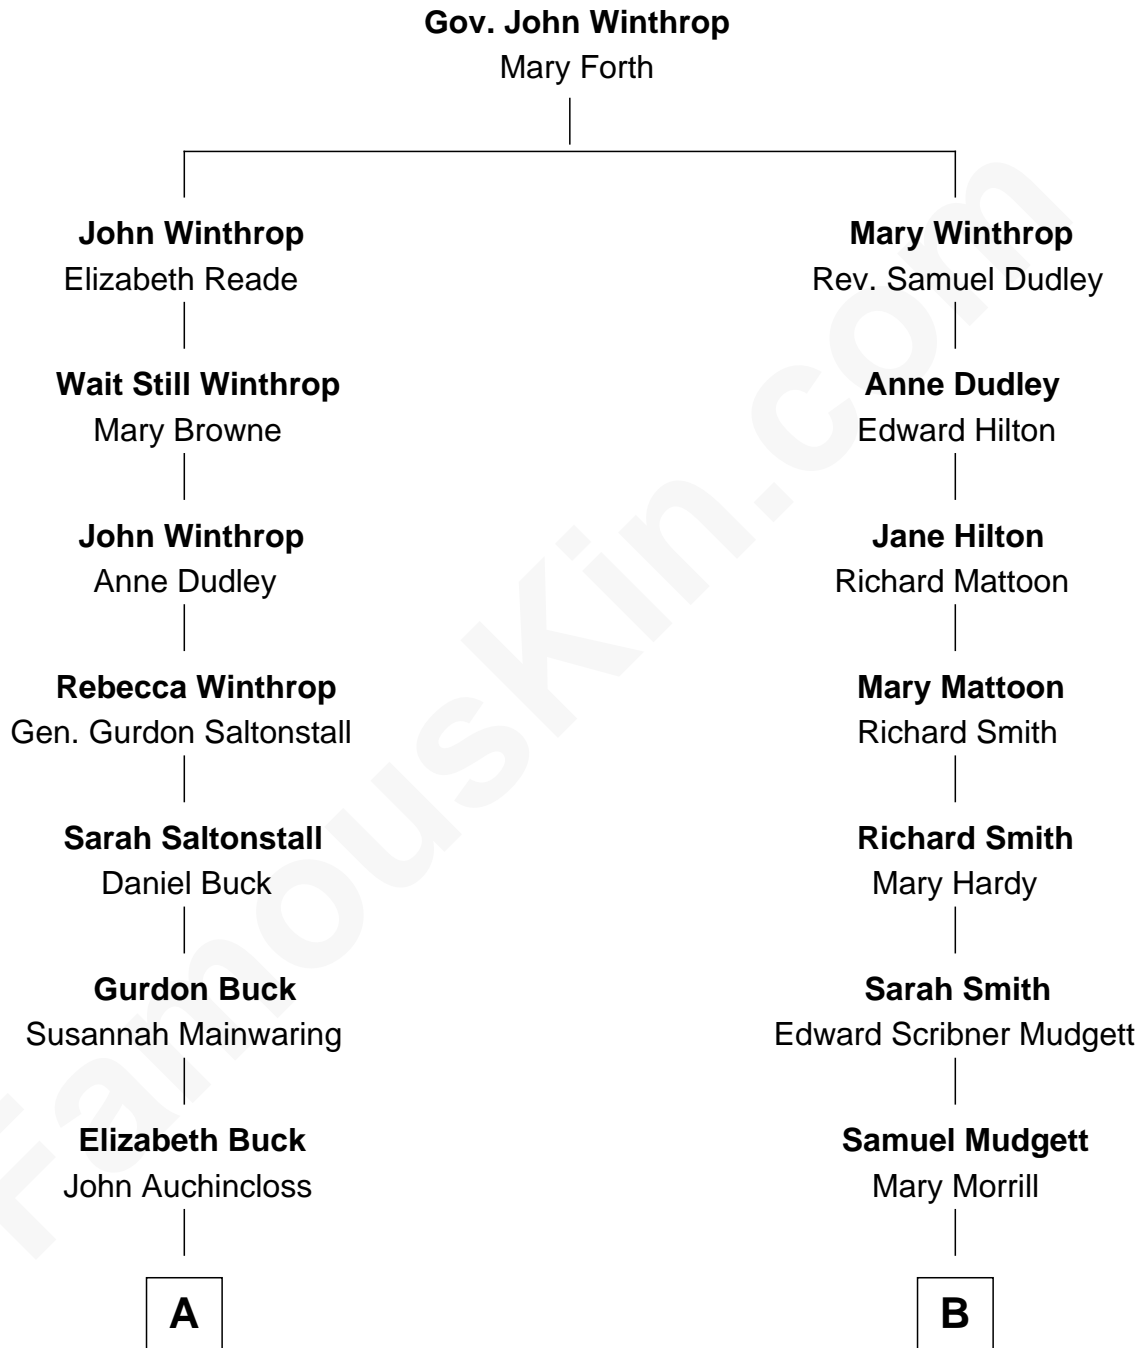 Gov. John Winthrop
Mary Forth
John Winthrop
Elizabeth Reade
Mary Winthrop
Rev. Samuel Dudley
Wait Still Winthrop
Mary Browne
Anne Dudley
Edward Hilton
John Winthrop
Anne Dudley
Jane Hilton
Richard Mattoon
Rebecca Winthrop
Gen. Gurdon Saltonstall
Mary Mattoon
Richard Smith
Sarah Saltonstall
Daniel Buck
Richard Smith
Mary Hardy
Gurdon Buck
Susannah Mainwaring
Sarah Smith
Edward Scribner Mudgett
Elizabeth Buck
John Auchincloss
Samuel Mudgett
Mary Morrill
A
B
FamousKin.com